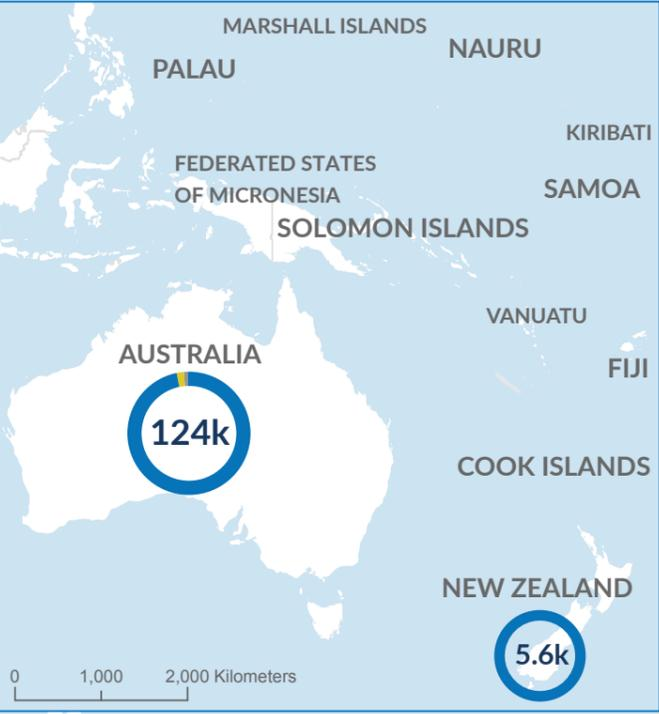 MARSHALL ISLANDS
NAURU
PALAU
KIRIBATI
FEDERATED STATES
OF MICRONESIA
SAMOA
SOLOMON ISLANDS
VANUATU
AUSTRALIA
FIJI
124k
COOK ISLANDS
NEW ZEALAND
5.6k
0 1,000 2,000 Kilometers